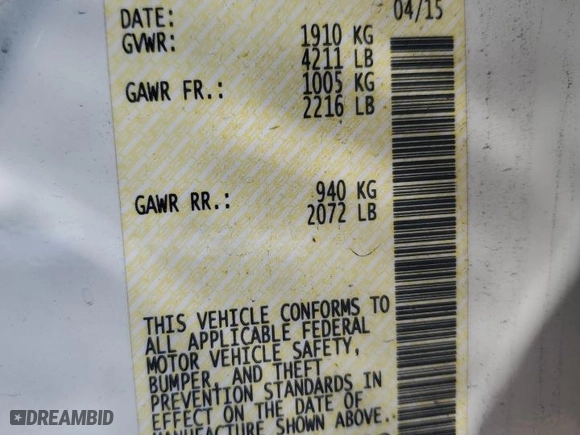 DATE: 04/15
GVWR: 1910 KG
4211 LB
GAWR FR.: 1005 KG
2216 LB
GAWR RR.: 940 KG
2072 LB
THIS VEHICLE CONFORMS TO
ALL APPLICABLE FEDERAL
MOTOR VEHICLE SAFETY,
BUMPER, AND THEFT
PREVENTION STANDARDS IN
EFFECT ON THE DATE OF
MANUFACTURE SHOWN ABOVE.
DREAMBID